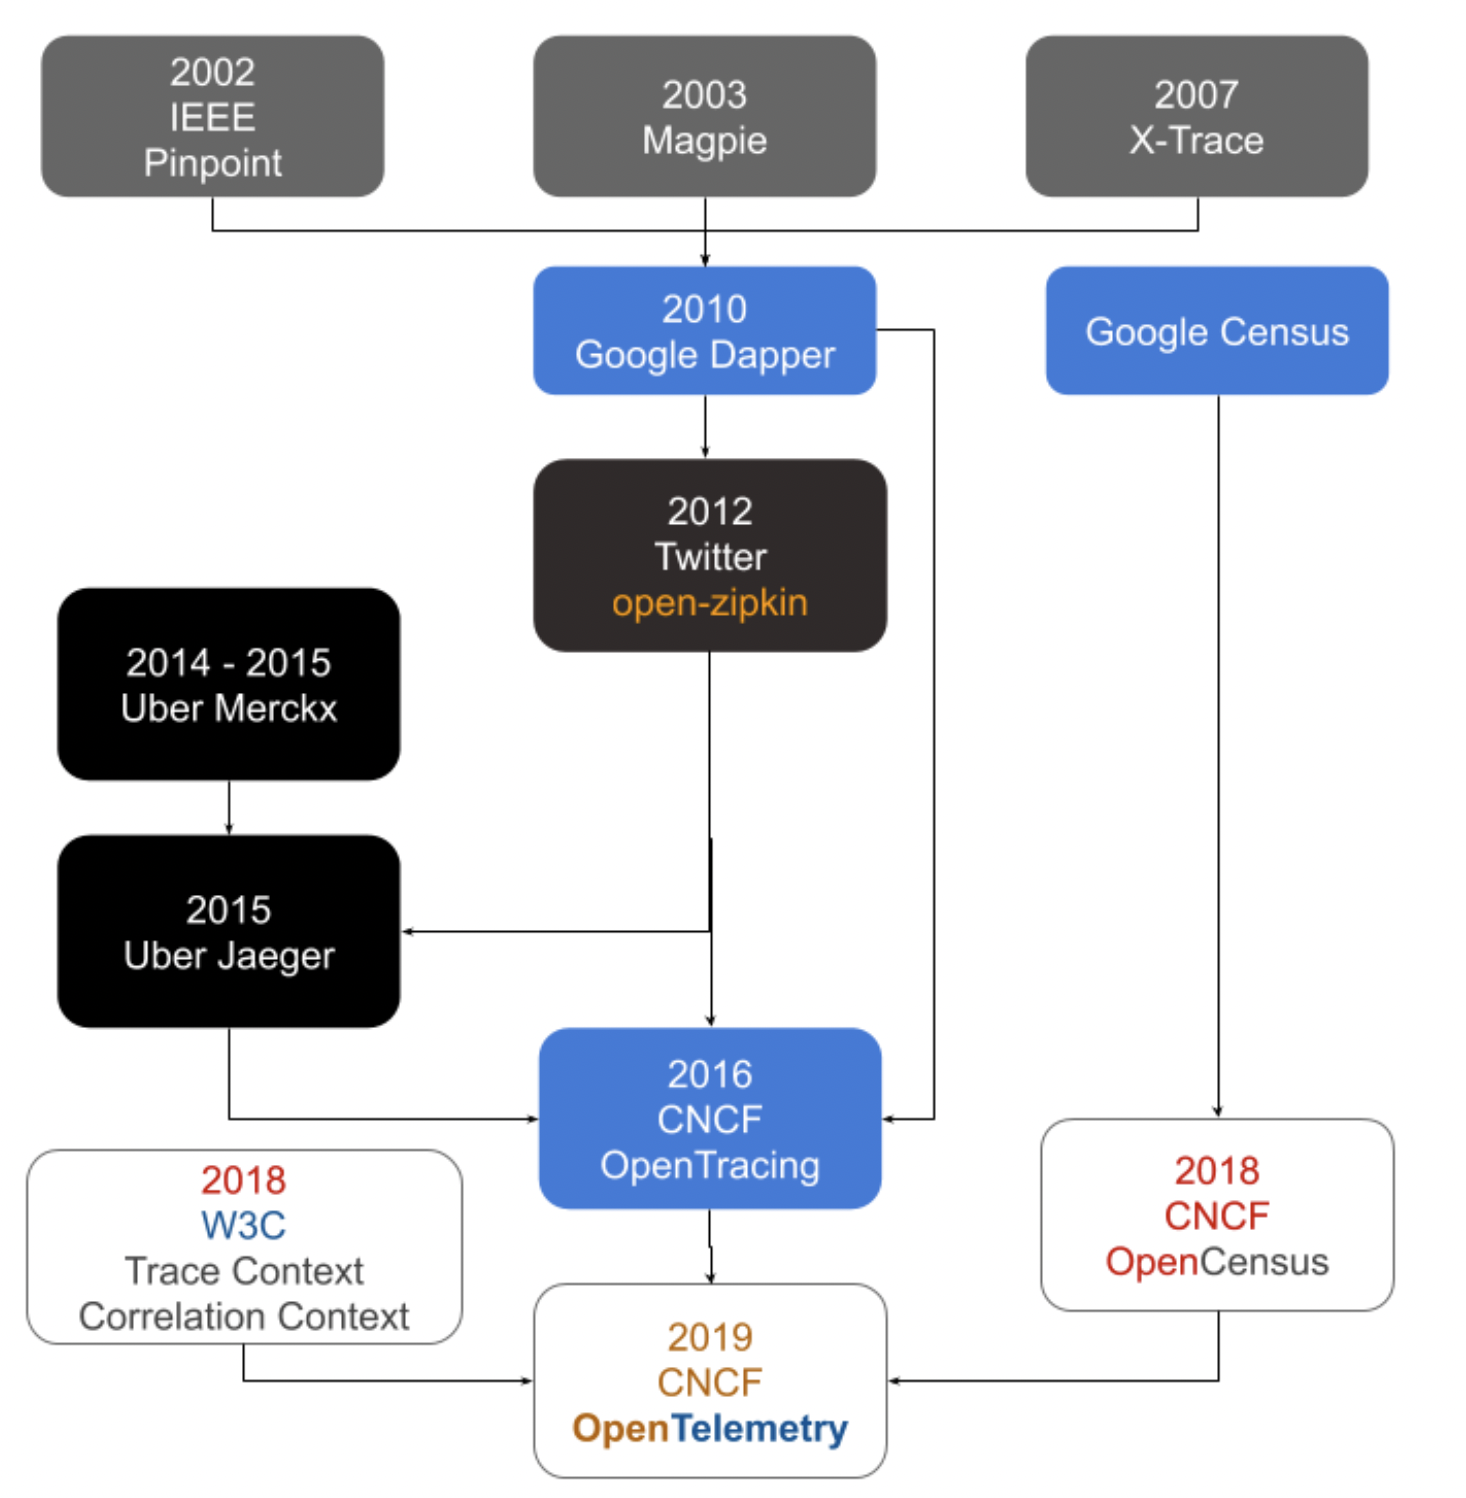 2002
IEEE
Pinpoint
2003
Magpie
2007
X-Trace
2010
Google Dapper
Google Census
2012
Twitter
open-zipkin
2014 - 2015
Uber Merckx
2015
Uber Jaeger
2016
CNCF
OpenTracing
2018
W3C
Trace Context
Correlation Context
2018
CNCF
OpenCensus
2019
CNCF
OpenTelemetry